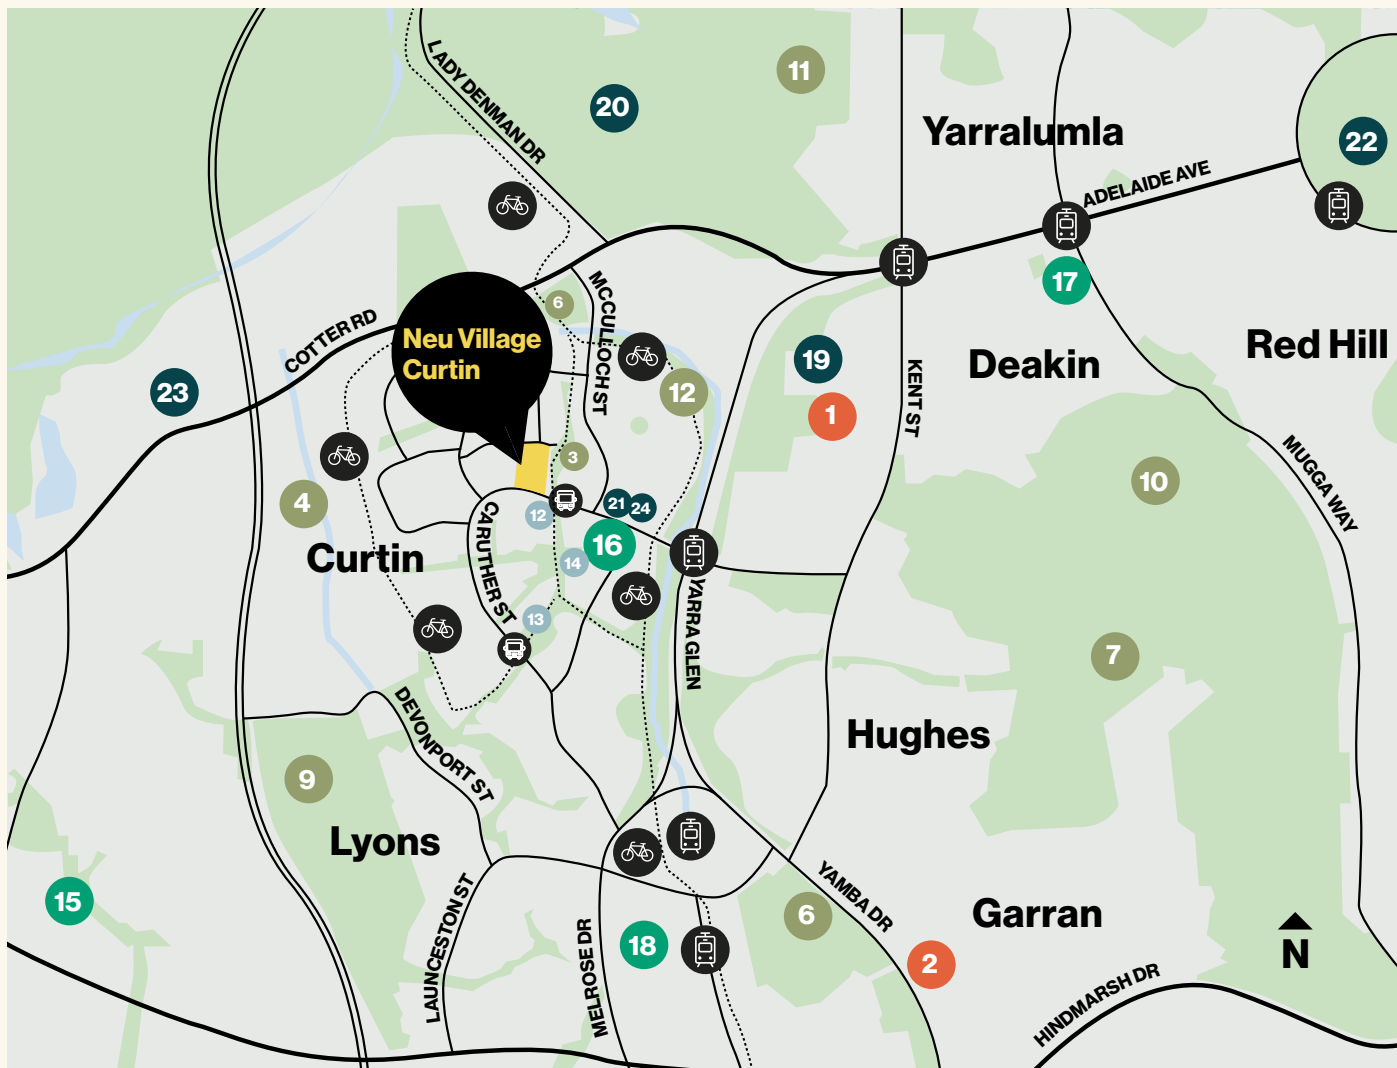 LADY DENMAN DR
11
20
Yarralumla
22
ADELAIDE AVE
17
6
MCCULLOCH ST
Neu Village
Curtin
COTTER RD
23
19
1
KENT ST
Deakin
Red Hill
12
3
4
10
MUGGA WAY
21
24
12
16
14
CARUTHER ST
Curtin
13
YARRA GLEN
7
Hughes
DEVONPORT ST
9
Lyons
15
LAUNCESTON ST
MELROSE DR
18
6
YAMBA DR
2
Garran
N
HINDMARSH DR